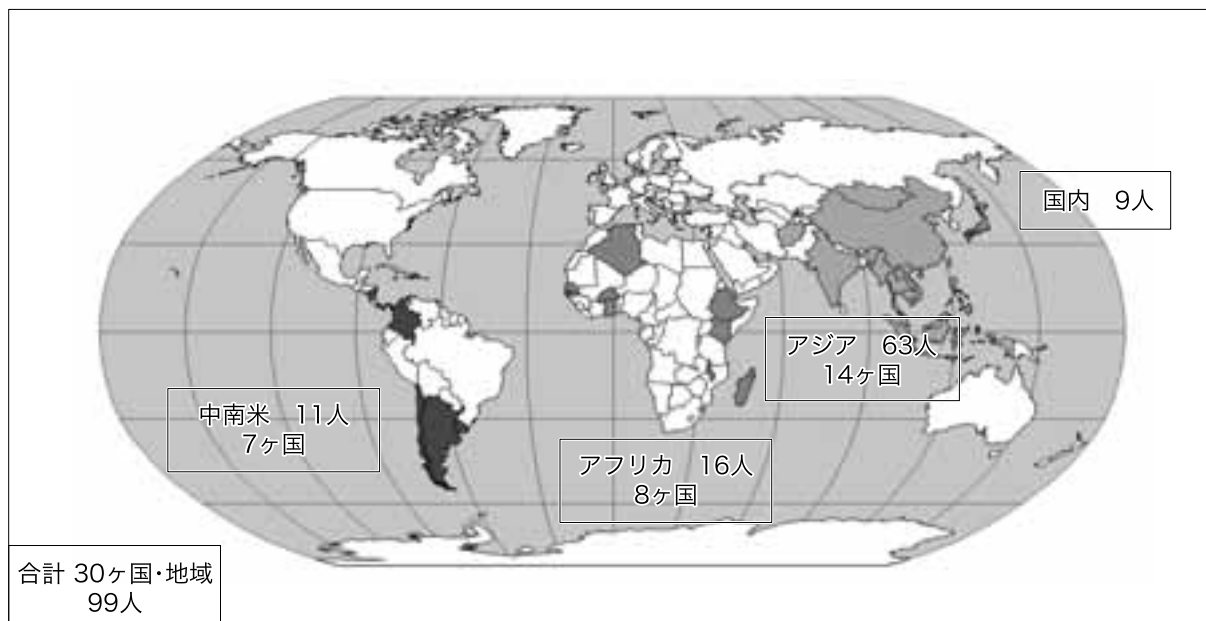 国内　9人
アジア　63人
14ヶ国
中南米　11人
7ヶ国
アフリカ　16人
8ヶ国
合計 30ヶ国・地域
99人